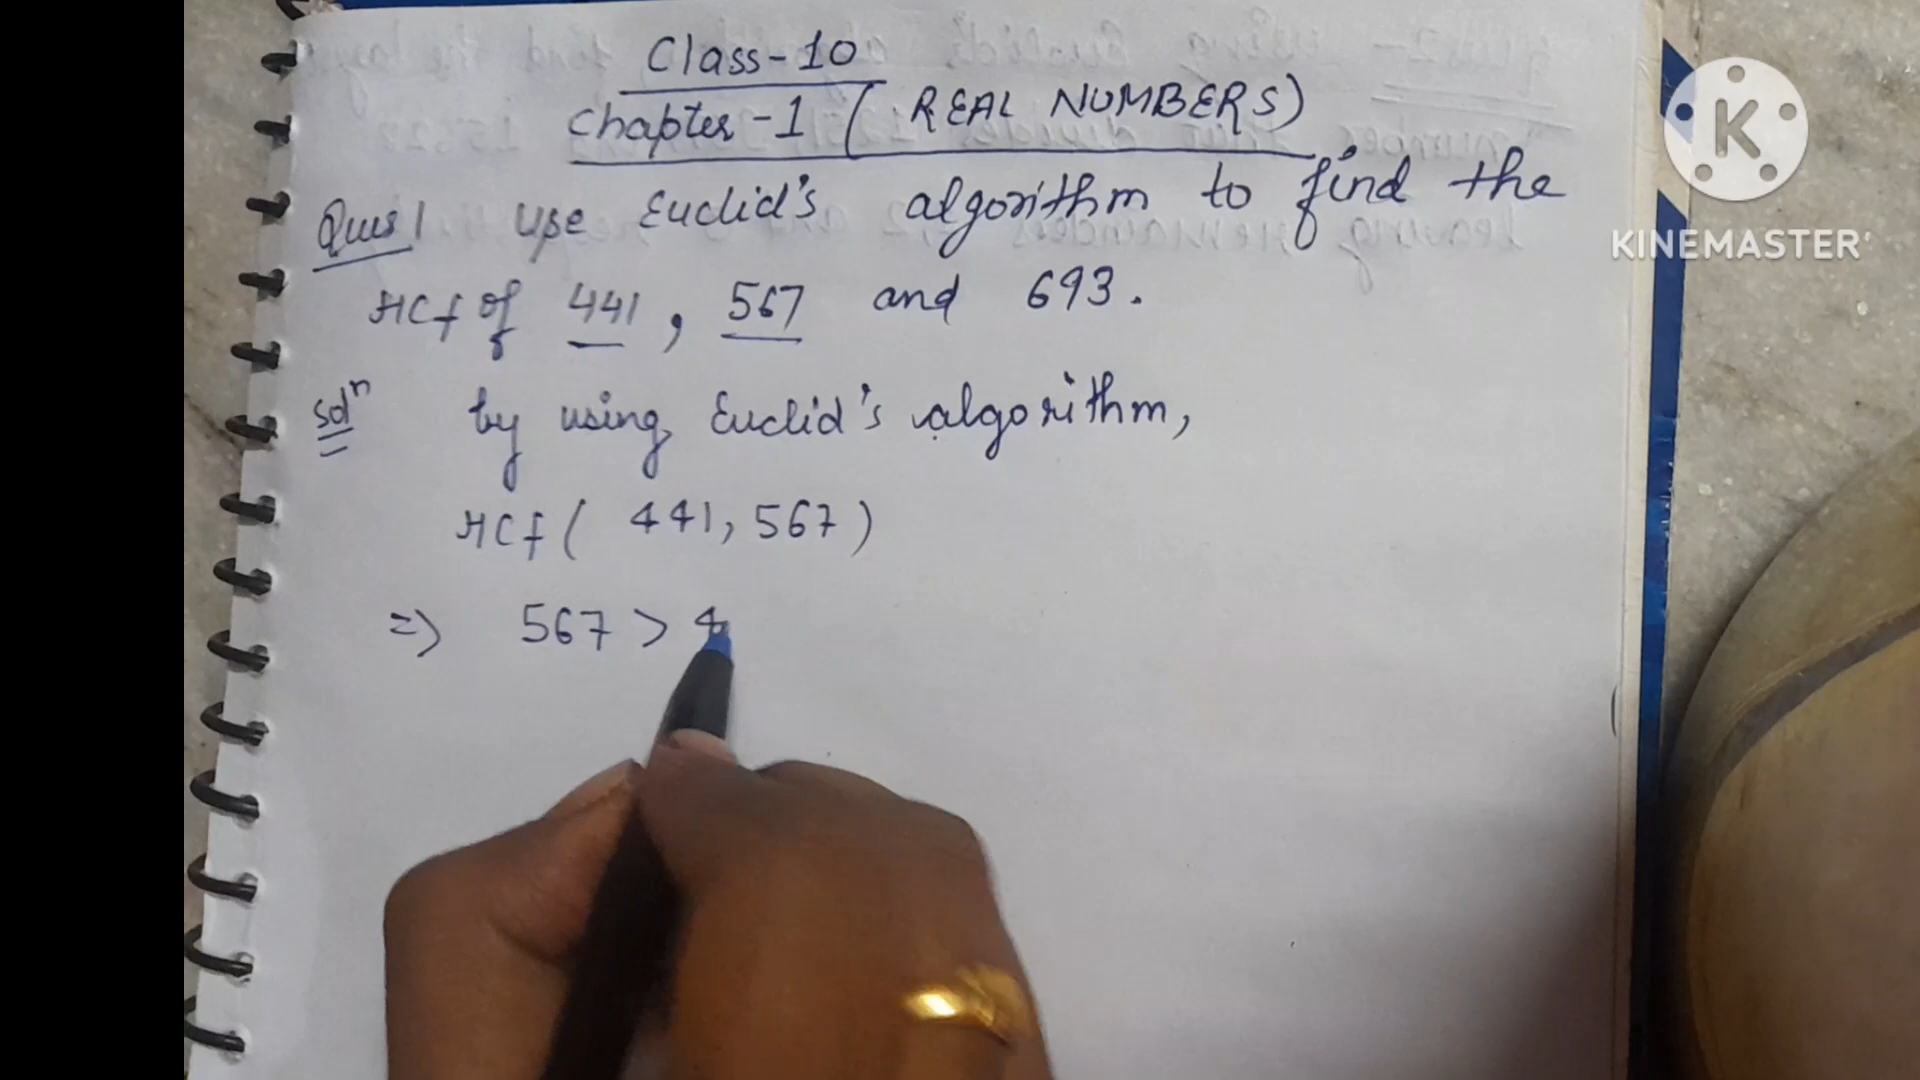 Class-10
Chapter-1 ( REAL NUMBERS)
Ques 1 Use Euclid's algorithm to find the
HCf of 441, 567 and 693.
Solⁿ by using Euclid's algorithm,
HCf ( 441, 567)
=> 567 > 4
K
KINEMASTER